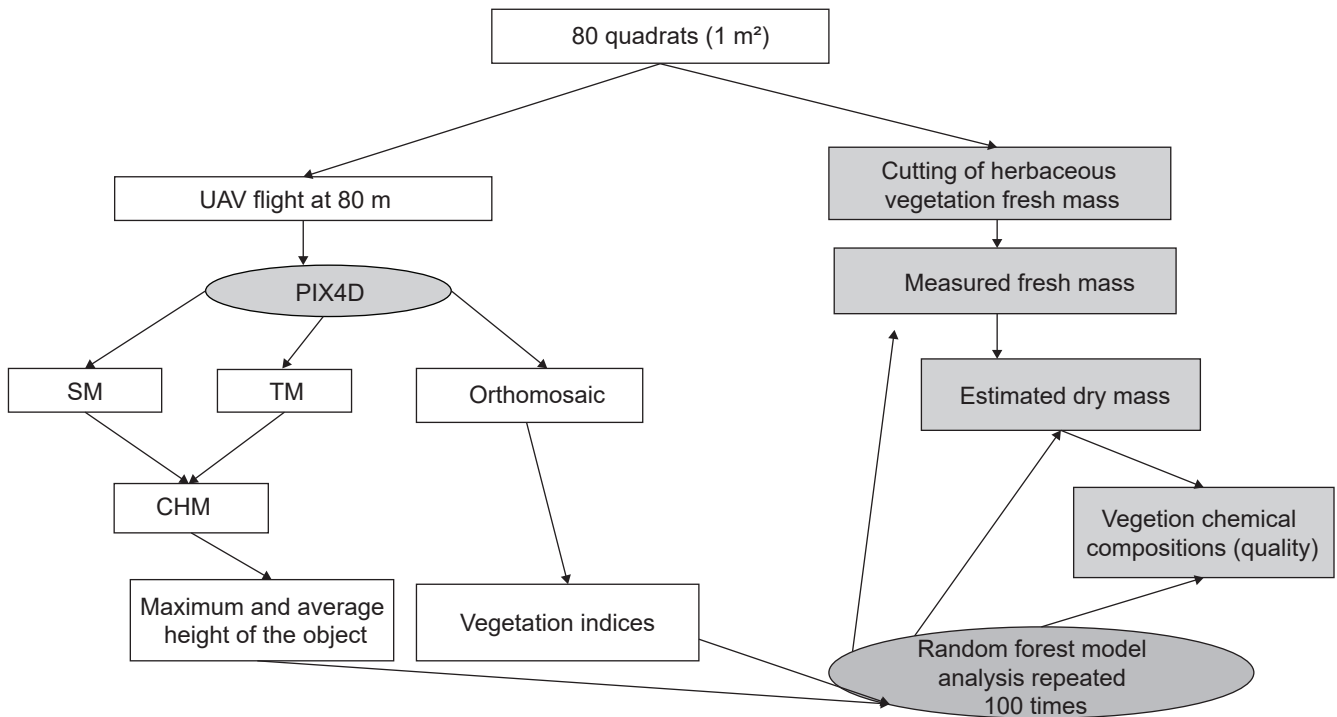 80 quadrats (1 m²)
UAV flight at 80 m
Cutting of herbaceous
vegetation fresh mass
Measured fresh mass
PIX4D
SM
TM
Orthomosaic
Estimated dry mass
CHM
Vegetion chemical
compositions (quality)
Maximum and average
height of the object
Vegetation indices
Random forest model
analysis repeated
100 times